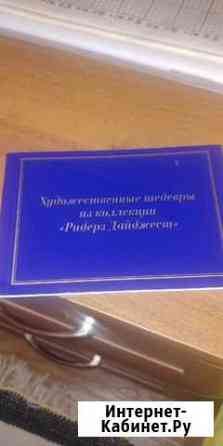 Художественные шедевры
из коллекции
«Ридерз Дайджест»
Интернет-
Кабинет.Ру